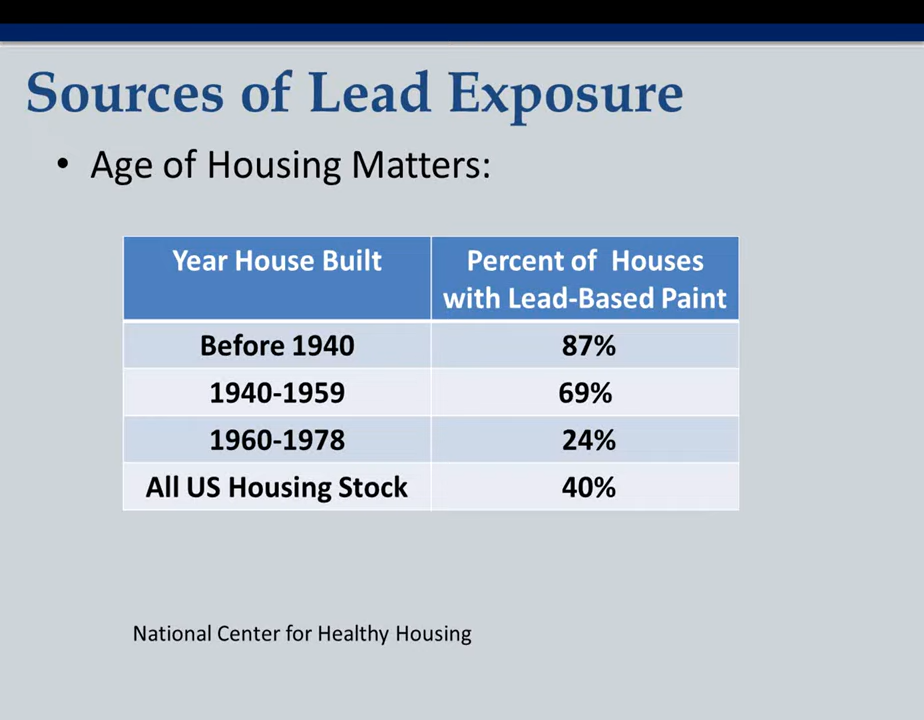 Sources of Lead Exposure
• Age of Housing Matters:
Year House Built
Percent of Houses
with Lead-Based Paint
Before 1940
87%
1940-1959
69%
1960-1978
24%
All US Housing Stock
40%
National Center for Healthy Housing